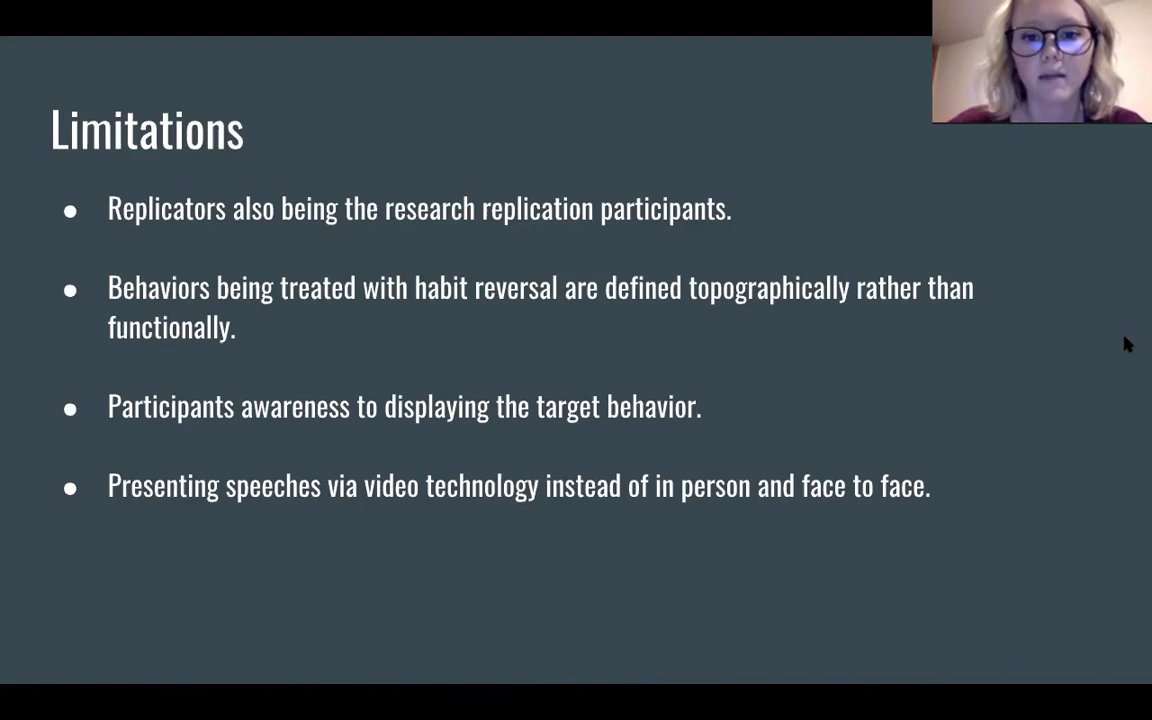 Limitations
● Replicators also being the research replication participants.
● Behaviors being treated with habit reversal are defined topographically rather than
functionally.
● Participants awareness to displaying the target behavior.
● Presenting speeches via video technology instead of in person and face to face.